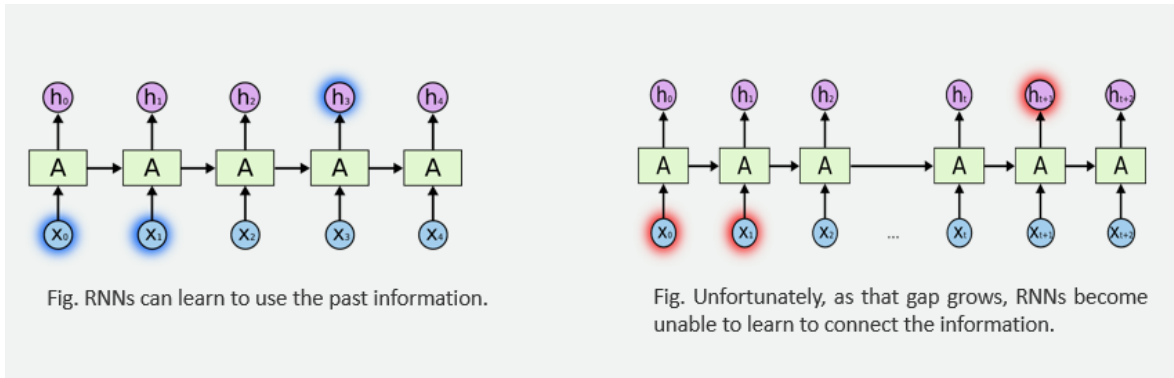 h₀ h₁ h₂ h₃ h₄
A A A A A
x₀ x₁ x₂ x₃ x₄
Fig. RNNs can learn to use the past information.
h₀ h₁ h₂ hₜ hₜ₊₁ hₜ₊₂
A A A A A A
x₀ x₁ x₂ ... xₜ xₜ₊₁ xₜ₊₂
Fig. Unfortunately, as that gap grows, RNNs become
unable to learn to connect the information.